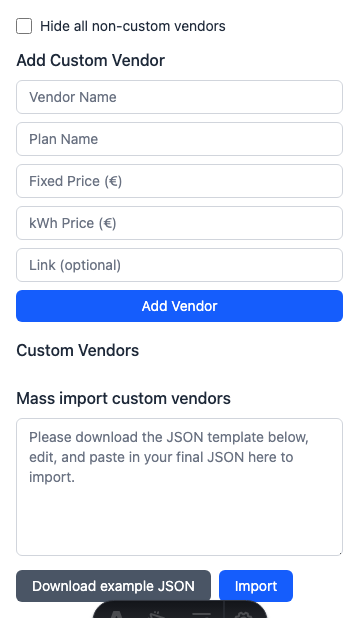 Hide all non-custom vendors
Add Custom Vendor
Vendor Name
Plan Name
Fixed Price (€)
kWh Price (€)
Link (optional)
Add Vendor
Custom Vendors
Mass import custom vendors
Please download the JSON template below,
edit, and paste in your final JSON here to
import.
Download example JSON
Import